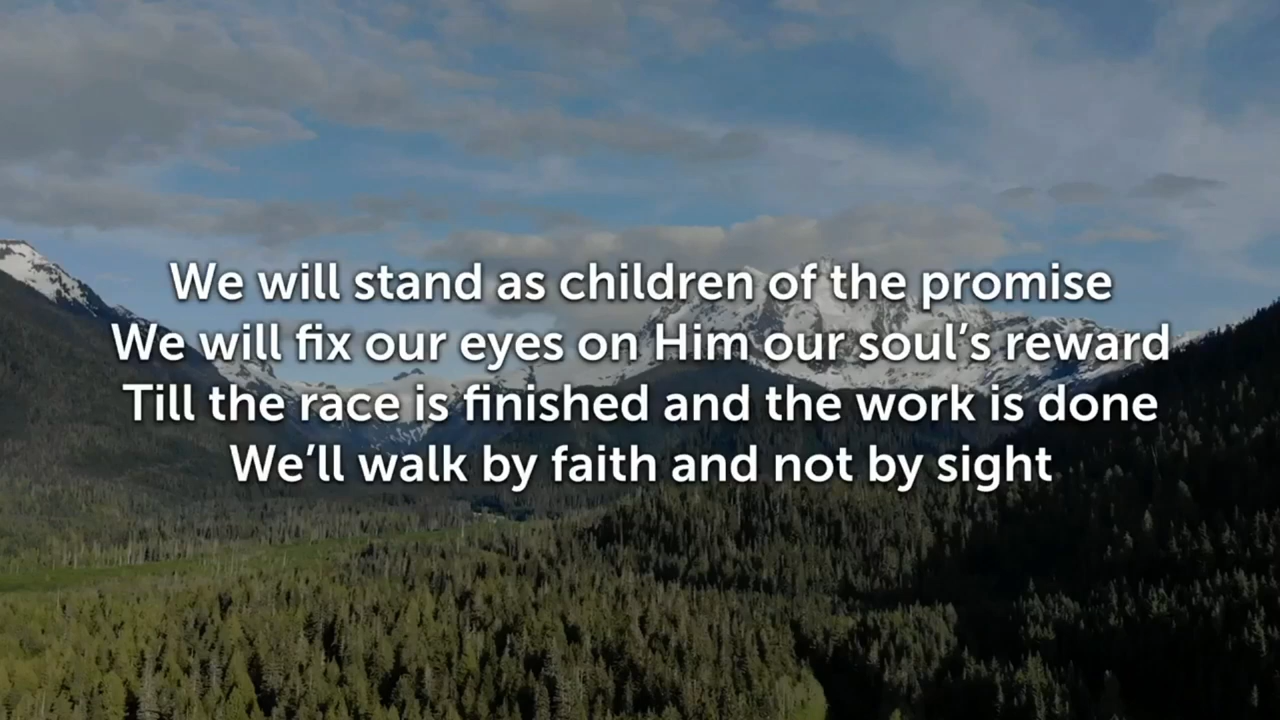 We will stand as children of the promise
We will fix our eyes on Him our soul’s reward
Till the race is finished and the work is done
We’ll walk by faith and not by sight